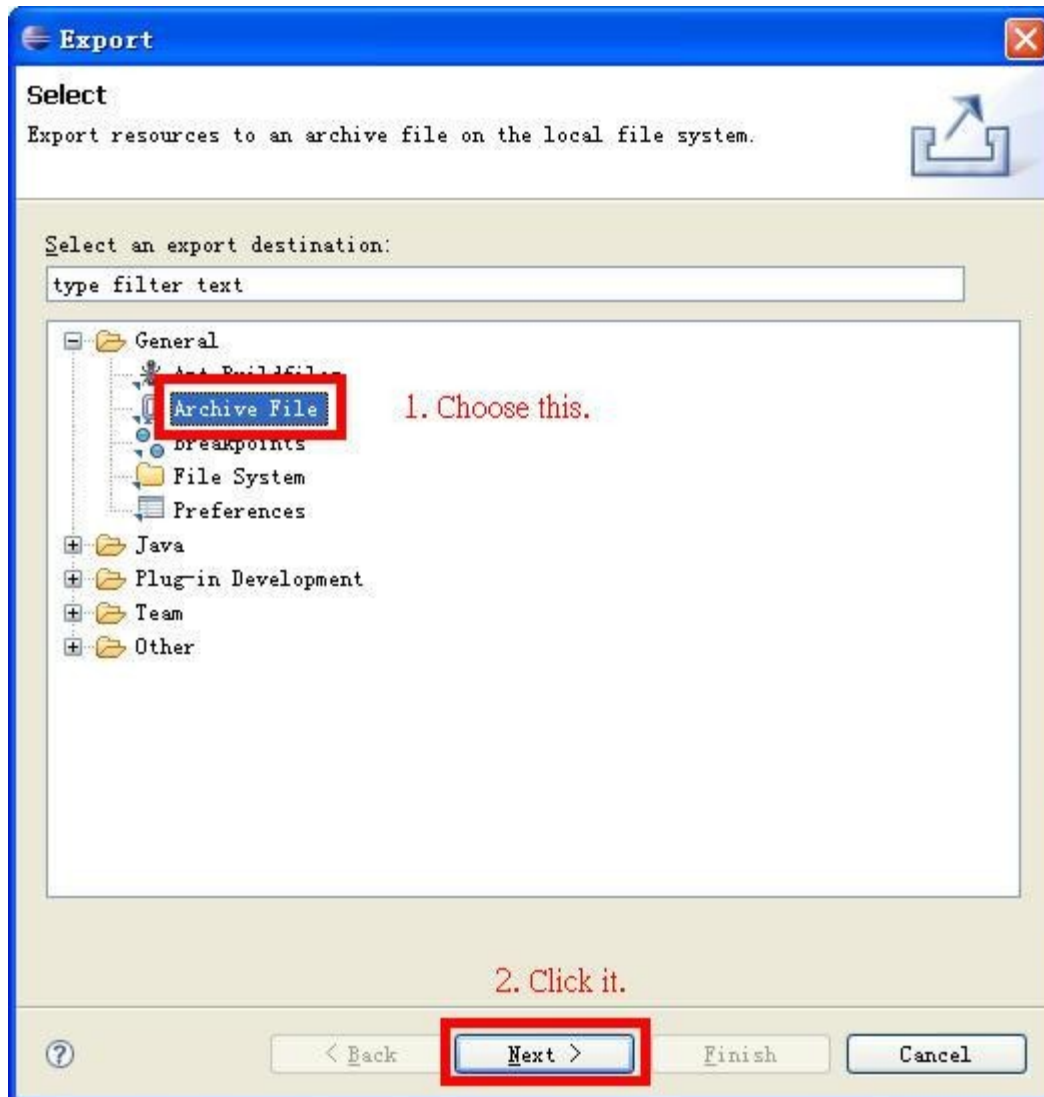 Export
Select
Export resources to an archive file on the local file system.
Select an export destination:
type filter text
General
Archive File
1. Choose this.
Breakpoints
File System
Preferences
Java
Plug-in Development
Team
Other
2. Click it.
< Back
Next >
Finish
Cancel